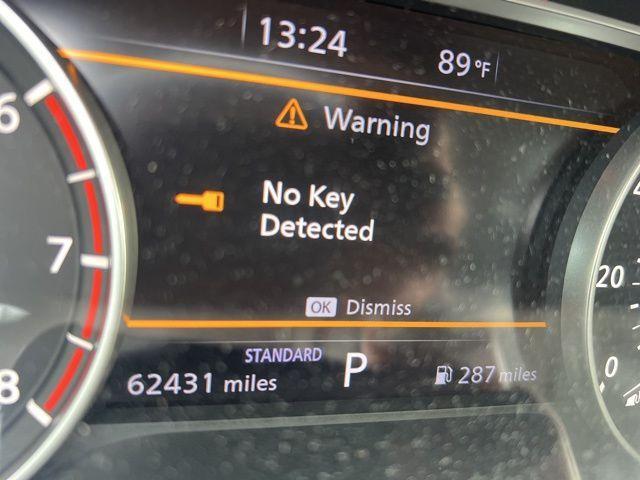 13:24
89°F
Warning
No Key
Detected
OK Dismiss
STANDARD
62431 miles
P
287 miles
6
7
8
20
0